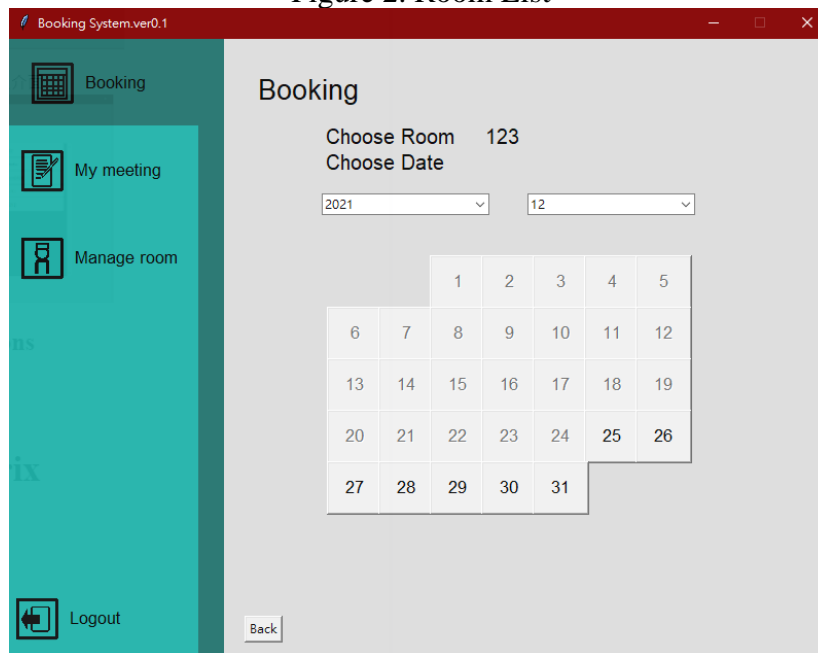 Figure 2. Room List
Booking System.ver0.1
Booking
My meeting
Manage room
Logout
Booking
Choose Room 123
Choose Date
2021 12
1 2 3 4 5
6 7 8 9 10 11 12
13 14 15 16 17 18 19
20 21 22 23 24 25 26
27 28 29 30 31
Back
ns
ix